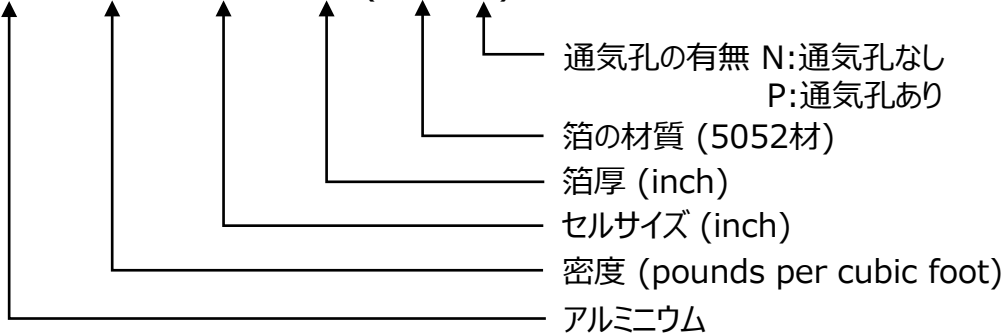 通気孔の有無 N:通気孔なし
P:通気孔あり
箔の材質 (5052材)
箔厚 (inch)
セルサイズ (inch)
密度 (pounds per cubic foot)
アルミニウム